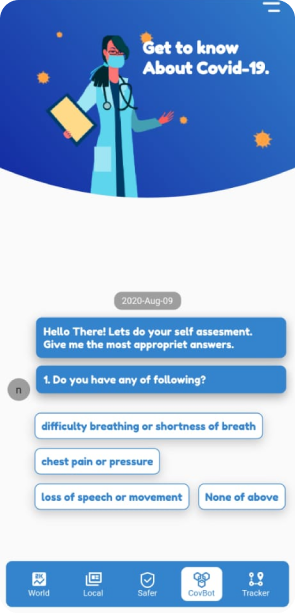 Get to know
About Covid-19.
2020-Aug-09
Hello There! Lets do your self assesment.
Give me the most appropriet answers.
n
1. Do you have any of following?
difficulty breathing or shortness of breath
chest pain or pressure
loss of speech or movement
None of above
World
Local
Safer
CovBot
Tracker